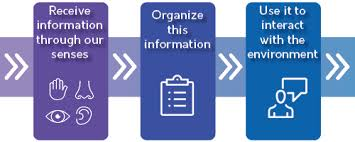 Receive
information
through our
senses
Organize
this
information
Use it to
interact
with the
environment